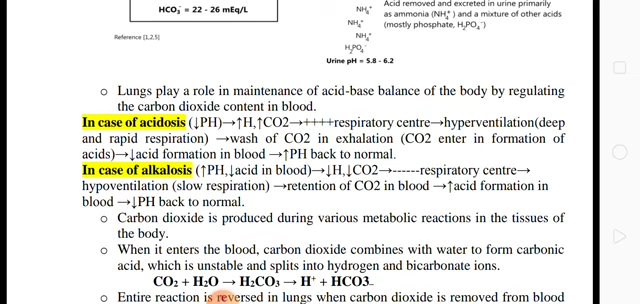 HCO₃⁻ = 22 - 26 mEq/L
Reference [1,2,5]
NH₄⁺
NH₄⁺
NH₄⁺
H₂PO₄⁻
Urine pH = 5.8 - 6.2
Acid removed and excreted in urine primarily
as ammonia (NH₄⁺) and a mixture of other acids
(mostly phosphate, H₂PO₄⁻)
o Lungs play a role in maintenance of acid-base balance of the body by regulating
the carbon dioxide content in blood.
In case of acidosis (↓PH)→↑H,↑CO2→++++respiratory centre→hyperventilation(deep
and rapid respiration) →wash of CO2 in exhalation (CO2 enter in formation of
acids)→↓acid formation in blood →↑PH back to normal.
In case of alkalosis (↑PH,↓acid in blood)→↓H,↓CO2→------respiratory centre→
hypoventilation (slow respiration) →retention of CO2 in blood →↑acid formation in
blood →↓PH back to normal.
o Carbon dioxide is produced during various metabolic reactions in the tissues of
the body.
o When it enters the blood, carbon dioxide combines with water to form carbonic
acid, which is unstable and splits into hydrogen and bicarbonate ions.
CO₂ + H₂O → H₂CO₃ → H⁺ + HCO3₋
o Entire reaction is reversed in lungs when carbon dioxide is removed from blood